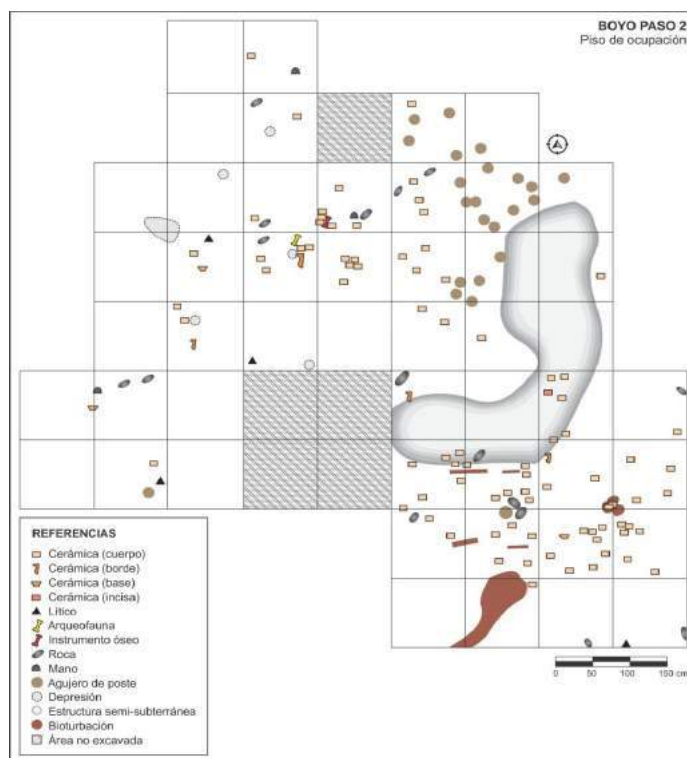 BOYO PASO 2
Piso de ocupación
REFERENCIAS
Cerámica (cuerpo)
Cerámica (borde)
Cerámica (base)
Cerámica (incisa)
Lítico
Arqueofauna
Instrumento óseo
Roca
Mano
Agujero de poste
Depresión
Estructura semi-subterránea
Bioturbación
Área no excavada
0 50 100 150 cm